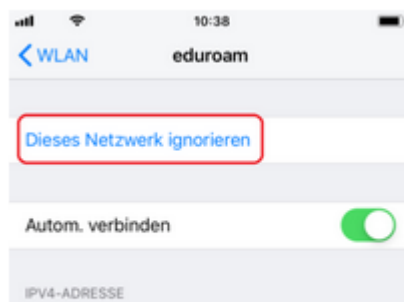 10:38
WLAN eduroam
Dieses Netzwerk ignorieren
Autom. verbinden
IPV4-ADRESSE